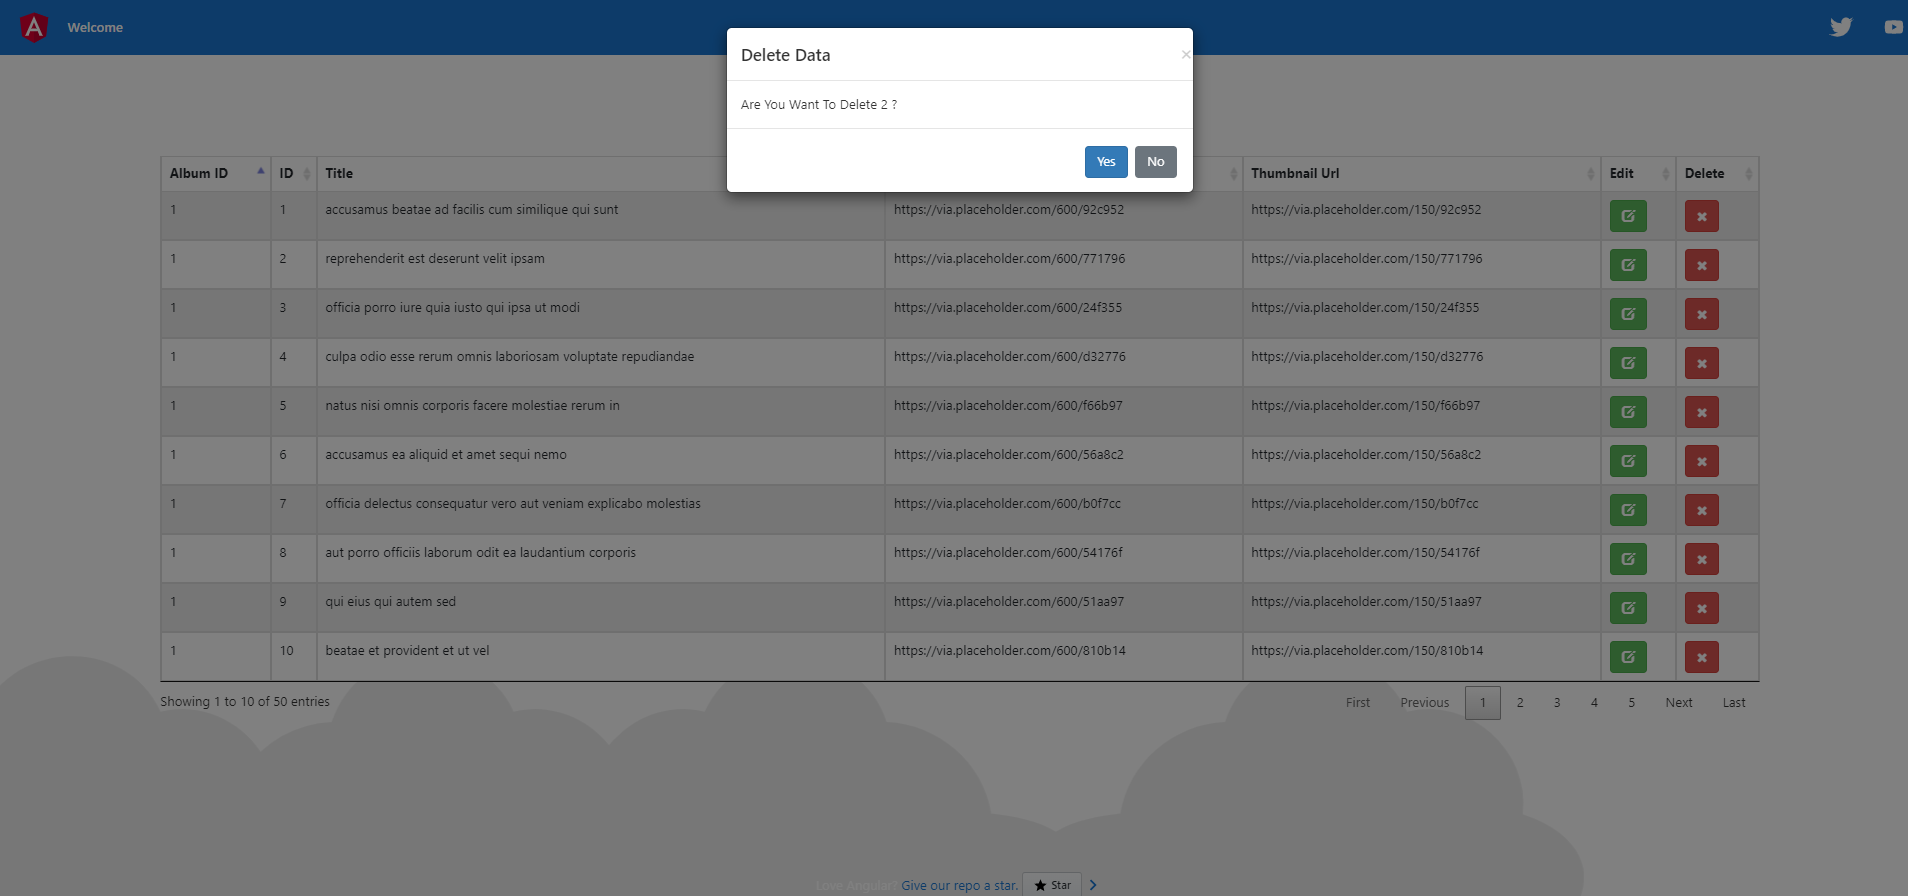 Welcome
Delete Data ×
Are You Want To Delete 2 ?
Yes No
Album ID ID Title Thumbnail Url Edit Delete
1 1 accusamus beatae ad facilis cum similique qui sunt https://via.placeholder.com/600/92c952 https://via.placeholder.com/150/92c952
1 2 reprehenderit est deserunt velit ipsam https://via.placeholder.com/600/771796 https://via.placeholder.com/150/771796
1 3 officia porro iure quia iusto qui ipsa ut modi https://via.placeholder.com/600/24f355 https://via.placeholder.com/150/24f355
1 4 culpa odio esse rerum omnis laboriosam voluptate repudiandae https://via.placeholder.com/600/d32776 https://via.placeholder.com/150/d32776
1 5 natus nisi omnis corporis facere molestiae rerum in https://via.placeholder.com/600/f66b97 https://via.placeholder.com/150/f66b97
1 6 accusamus ea aliquid et amet sequi nemo https://via.placeholder.com/600/56a8c2 https://via.placeholder.com/150/56a8c2
1 7 officia delectus consequatur vero aut veniam explicabo molestias https://via.placeholder.com/600/b0f7cc https://via.placeholder.com/150/b0f7cc
1 8 aut porro officiis laborum odit ea laudantium corporis https://via.placeholder.com/600/54176f https://via.placeholder.com/150/54176f
1 9 qui eius qui autem sed https://via.placeholder.com/600/51aa97 https://via.placeholder.com/150/51aa97
1 10 beatae et provident et ut vel https://via.placeholder.com/600/810b14 https://via.placeholder.com/150/810b14
Showing 1 to 10 of 50 entries First Previous 1 2 3 4 5 Next Last
Love Angular? Give our repo a star. Star